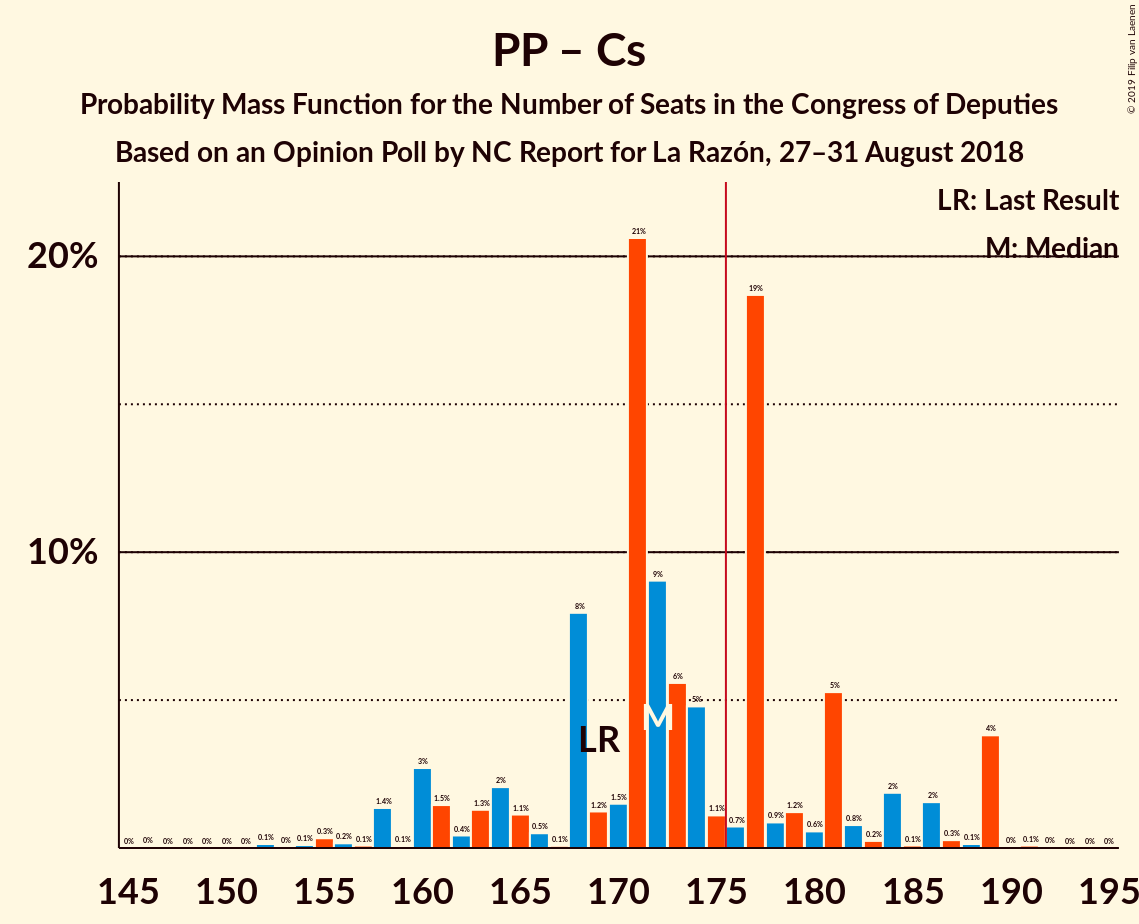 PP – Cs
Probability Mass Function for the Number of Seats in the Congress of Deputies
Based on an Opinion Poll by NC Report for La Razón, 27–31 August 2018
© 2019 Filip van Laenen
LR: Last Result
M: Median
20%
10%
0% 0% 0% 0% 0% 0% 0% 0.1% 0% 0.1% 0.3% 0.2% 0.1% 1.4% 0.1% 3% 1.5% 0.4% 1.3% 2% 1.1% 0.5% 0.1% 8% 1.2% 1.5% 21% 9% 6% 5% 1.1% 0.7% 19% 0.9% 1.2% 0.6% 5% 0.8% 0.2% 2% 0.1% 2% 0.3% 0.1% 4% 0% 0.1% 0% 0% 0% 0%
LR
M
145 150 155 160 165 170 175 180 185 190 195